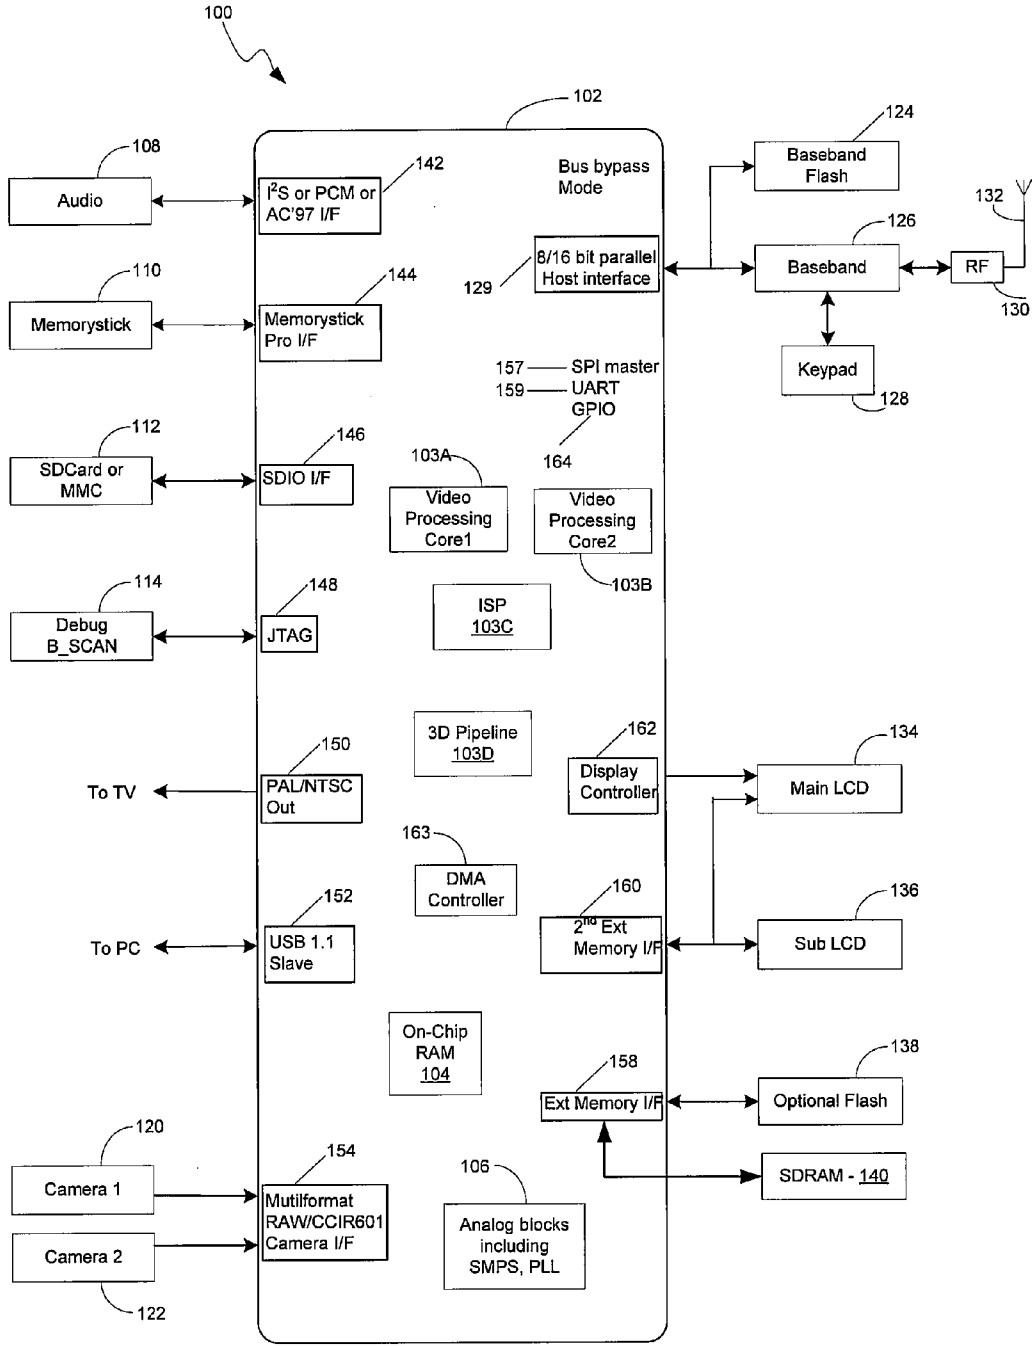 100
102
108
Audio
142
I²S or PCM or
AC'97 I/F
Bus bypass
Mode
124
Baseband
Flash
132
110
Memorystick
144
Memorystick
Pro I/F
8/16 bit parallel
Host interface
129
126
Baseband
RF
130
157
SPI master
159
UART
GPIO
164
Keypad
128
112
SDCard or
MMC
146
SDIO I/F
103A
Video
Processing
Core1
Video
Processing
Core2
103B
114
Debug
B_SCAN
148
JTAG
ISP
103C
To TV
150
PAL/NTSC
Out
3D Pipeline
103D
162
Display
Controller
134
Main LCD
163
DMA
Controller
To PC
152
USB 1.1
Slave
160
2nd Ext
Memory I/F
136
Sub LCD
On-Chip
RAM
104
158
Ext Memory I/F
138
Optional Flash
SDRAM - 140
120
Camera 1
Camera 2
122
154
Mutilformat
RAW/CCIR601
Camera I/F
106
Analog blocks
including
SMPS, PLL